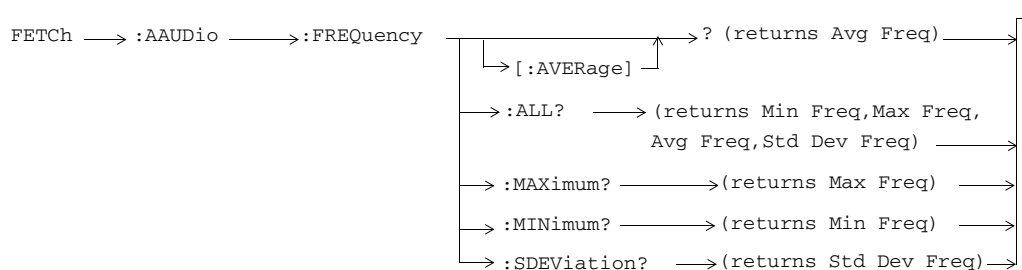 FETCh :AAUDio :FREQuency ? (returns Avg Freq)
[:AVERage]
:ALL? (returns Min Freq,Max Freq,
Avg Freq,Std Dev Freq)
:MAXimum? (returns Max Freq)
:MINimum? (returns Min Freq)
:SDEViation? (returns Std Dev Freq)